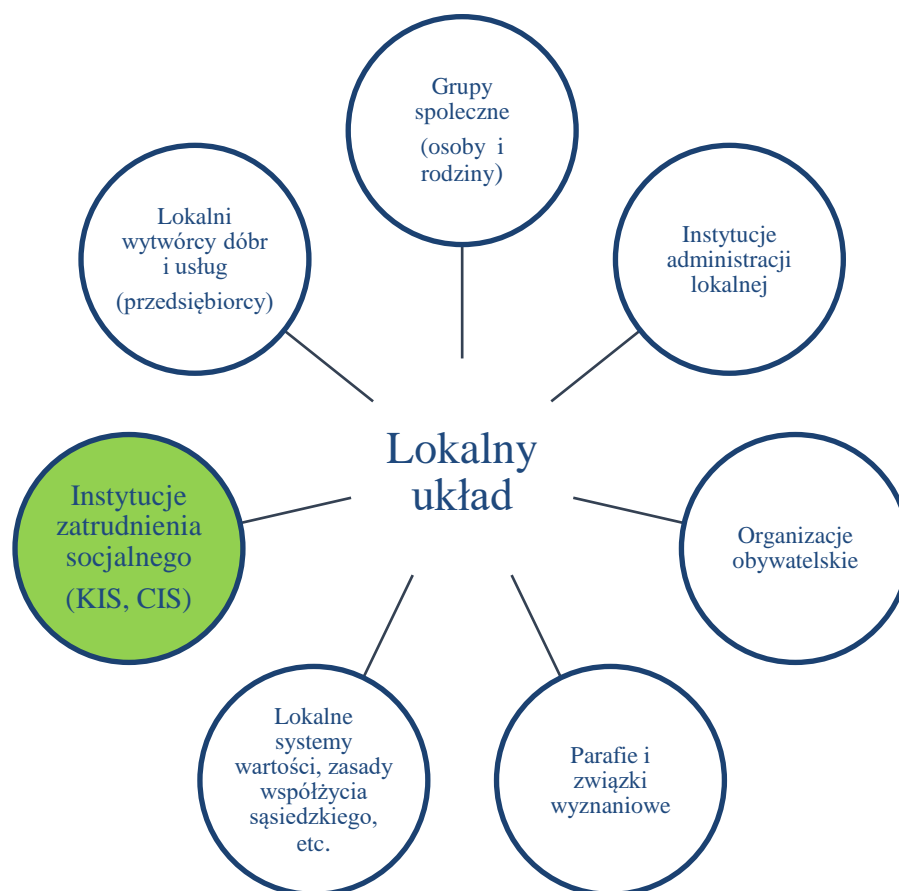 Grupy
spoleczne
(osoby i
rodziny)
Lokalni
wytwórcy dóbr
i usług
(przedsiębiorcy)
Instytucje
administracji
lokalnej
Lokalny
układ
Instytucje
zatrudnienia
socjalnego
(KIS, CIS)
Organizacje
obywatelskie
Lokalne
systemy
wartości, zasady
współżycia
sąsiedzkiego,
etc.
Parafie i
związki
wyznaniowe